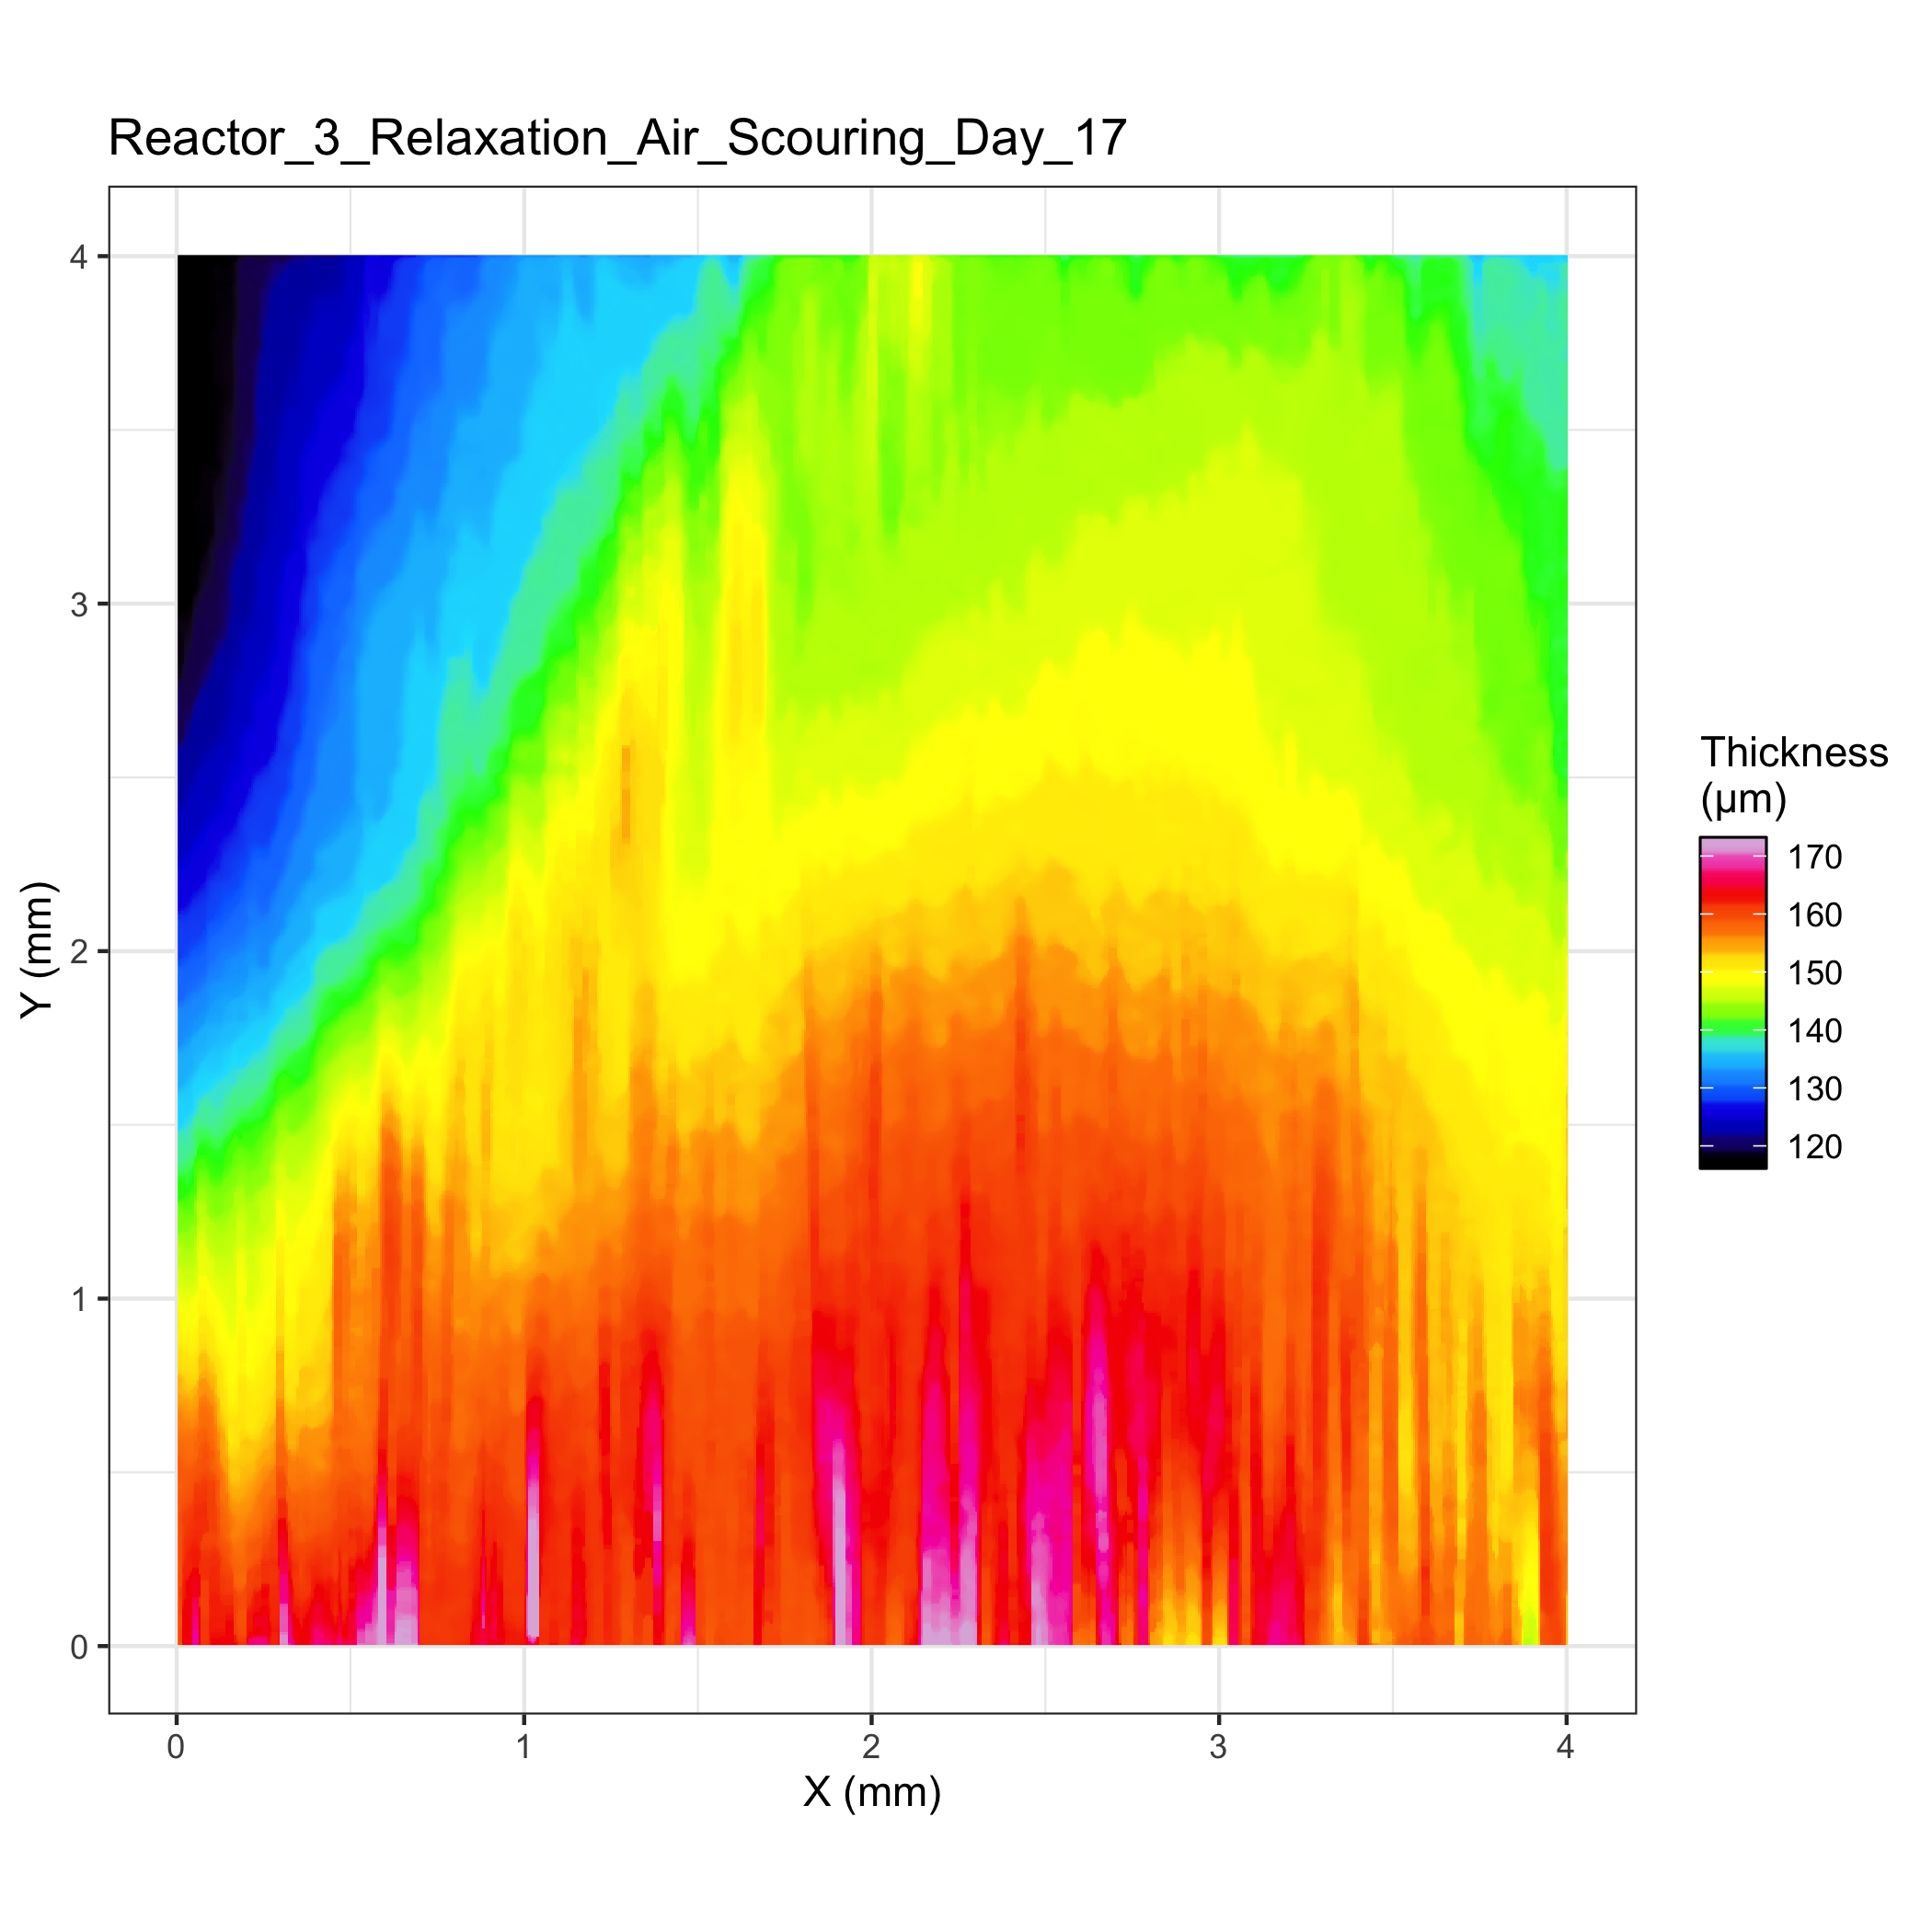 Reactor_3_Relaxation_Air_Scouring_Day_17
4
3
2
1
0
Y (mm)
0 1 2 3 4
X (mm)
Thickness
(µm)
170
160
150
140
130
120